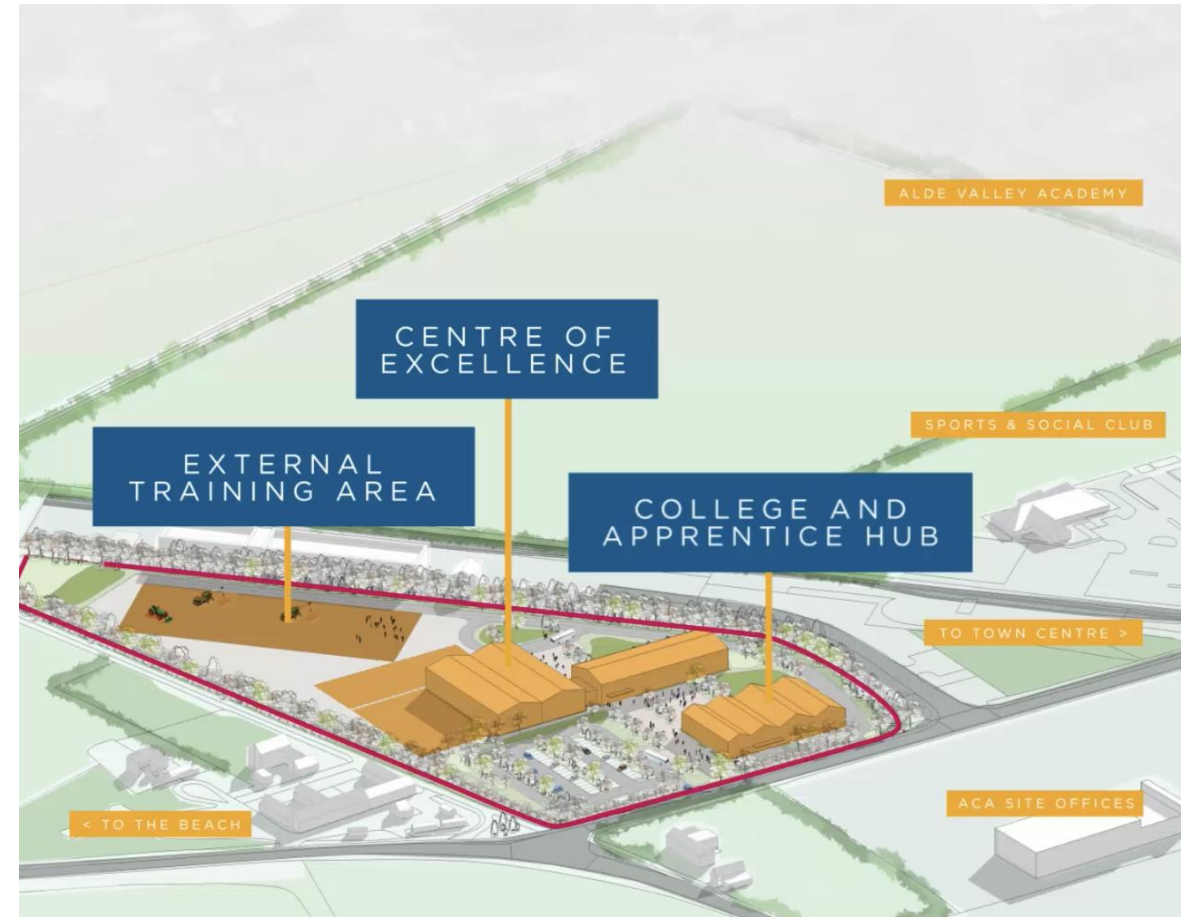 ALDE VALLEY ACADEMY
CENTRE OF
EXCELLENCE
SPORTS & SOCIAL CLUB
EXTERNAL
TRAINING AREA
COLLEGE AND
APPRENTICE HUB
TO TOWN CENTRE >
ACA SITE OFFICES
< TO THE BEACH